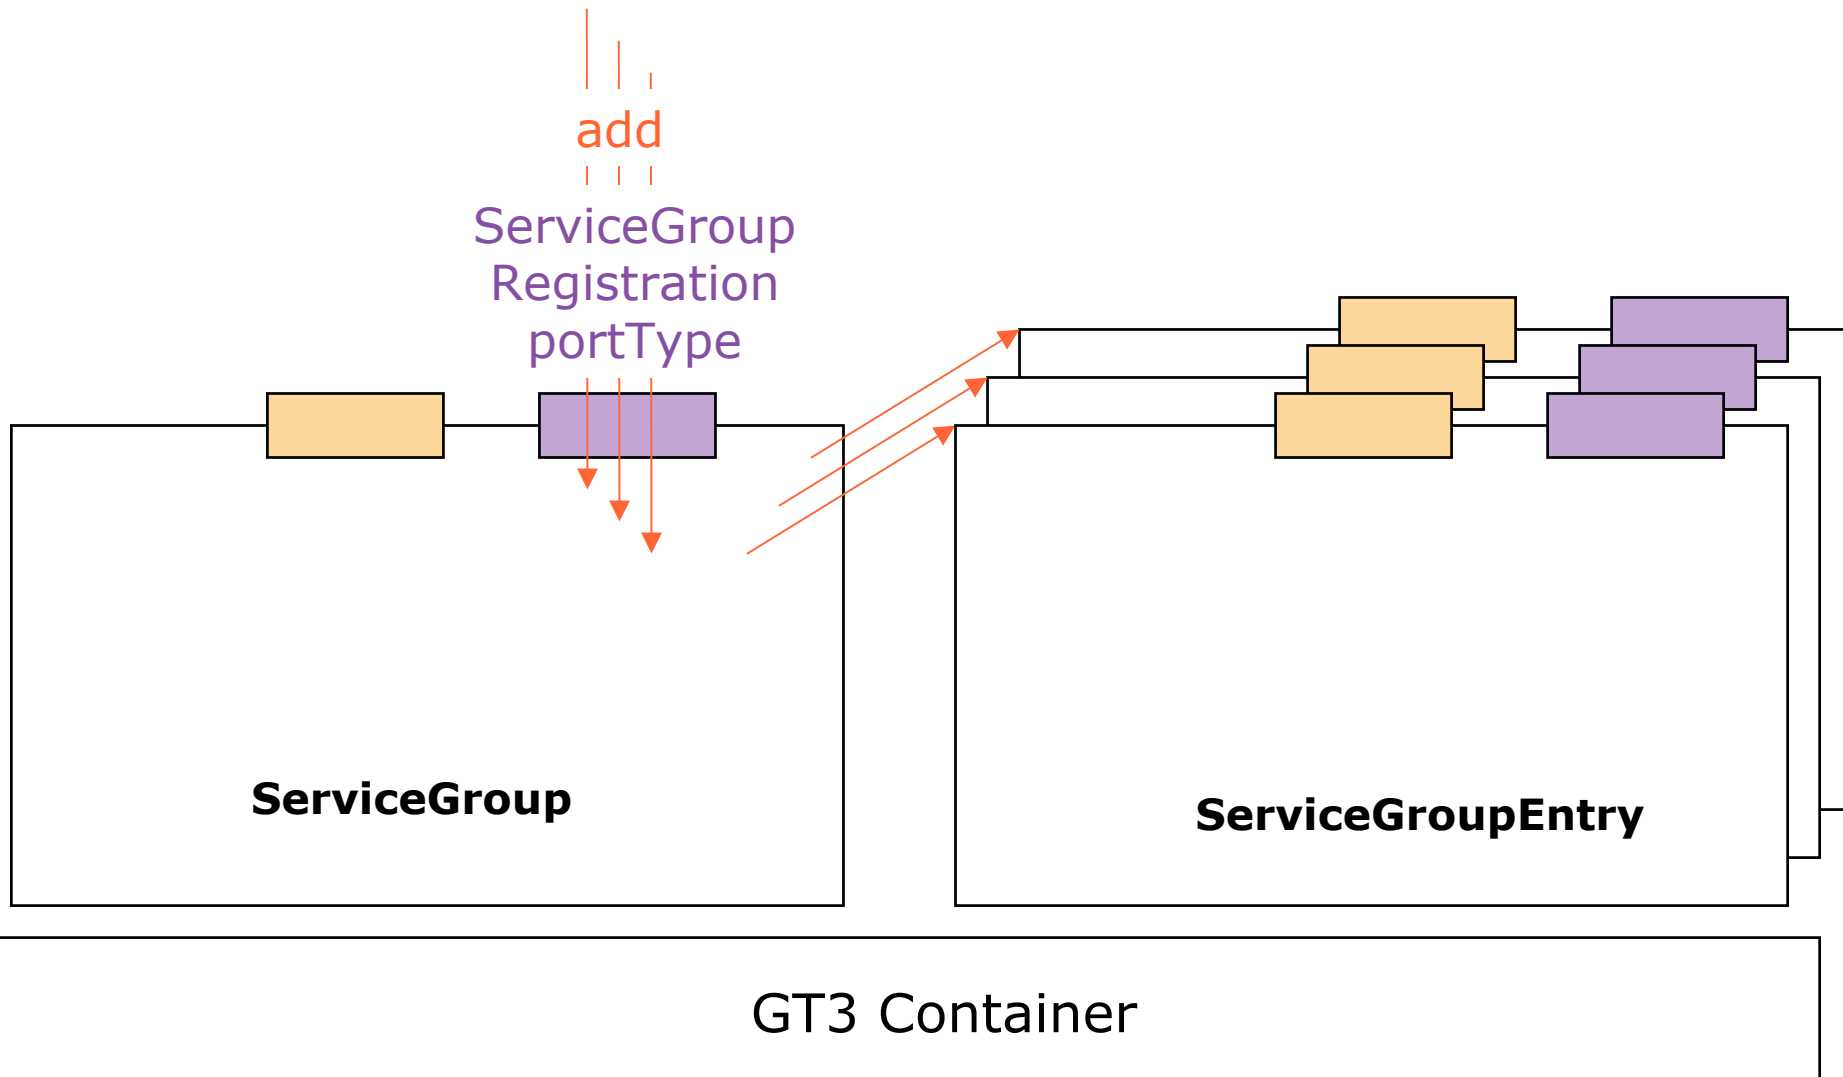 add
ServiceGroup
Registration
portType
ServiceGroup
ServiceGroupEntry
GT3 Container